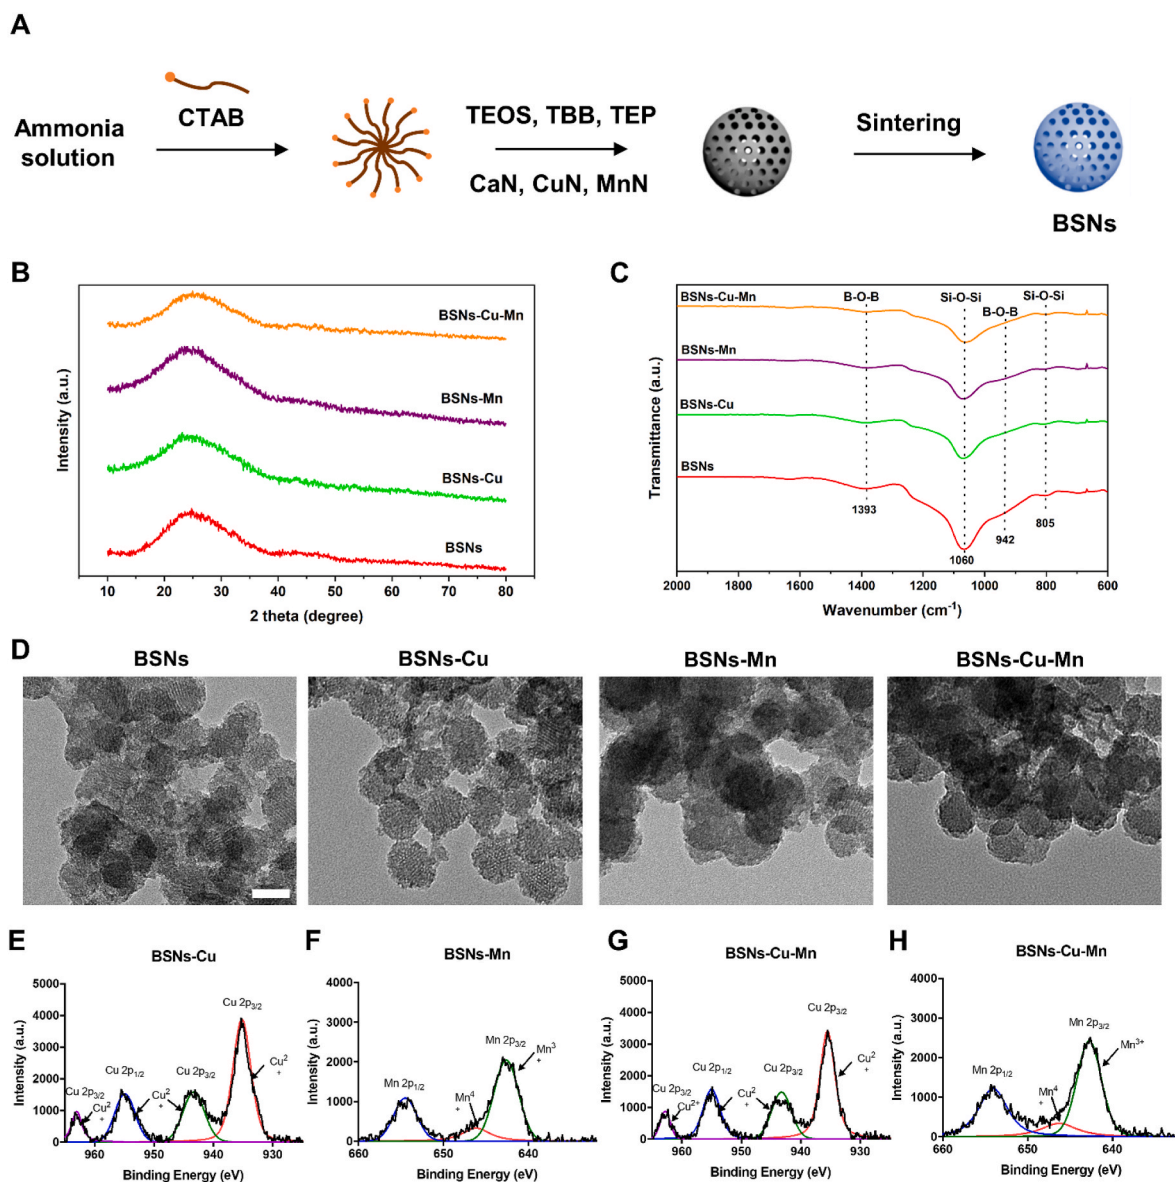 A
Ammonia
solution
CTAB
TEOS, TBB, TEP
CaN, CuN, MnN
Sintering
BSNs
B
Intensity (a.u.)
BSNs-Cu-Mn
BSNs-Mn
BSNs-Cu
BSNs
10 20 30 40 50 60 70 80
2 theta (degree)
C
Transmittance (a.u.)
BSNs-Cu-Mn
BSNs-Mn
BSNs-Cu
BSNs
B-O-B
Si-O-Si
B-O-B
Si-O-Si
1393
1060
942
805
2000 1800 1600 1400 1200 1000 800 600
Wavenumber (cm-1)
D
BSNs
BSNs-Cu
BSNs-Mn
BSNs-Cu-Mn
E
BSNs-Cu
Intensity (a.u.)
5000
4000
3000
2000
1000
0
Cu 2p3/2
Cu 2p1/2
Cu 2p3/2
Cu 2p3/2
Cu2
+
Cu2
+
Cu2
+
960 940 930
Binding Energy (eV)
F
BSNs-Mn
Intensity (a.u.)
4000
3000
2000
1000
0
Mn 2p1/2
Mn 2p3/2
Mn4
+
Mn3
+
650 640
Binding Energy (eV)
G
BSNs-Cu-Mn
Intensity (a.u.)
5000
4000
3000
2000
1000
0
Cu 2p3/2
Cu 2p1/2
Cu 2p3/2
Cu 2p3/2
Cu2+
Cu2
+
Cu2
+
960 940 930
Binding Energy (eV)
H
BSNs-Cu-Mn
Intensity (a.u.)
4000
3000
2000
1000
0
Mn 2p1/2
Mn 2p3/2
Mn4
+
Mn3+
660 650 640
Binding Energy (eV)